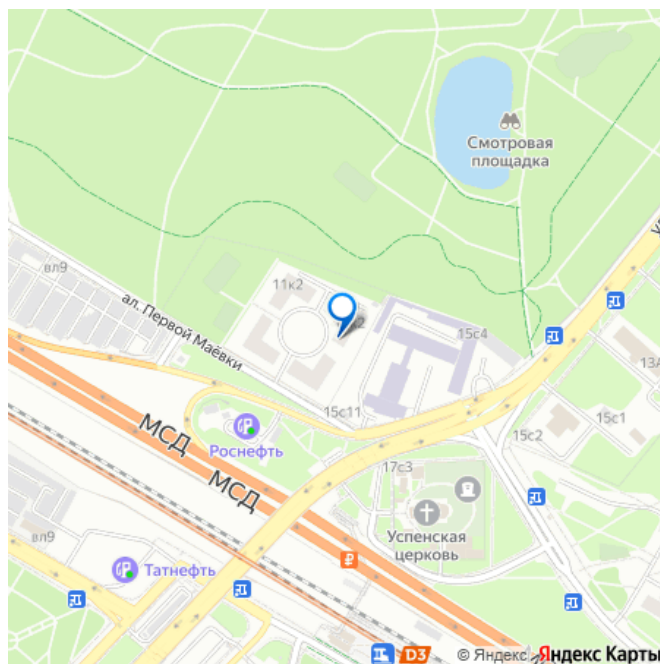 Смотровая
площадка
вл9
11к2
ал. Первой Маёвки
15с4
13А
15с11
15с1
15с2
Роснефть
МСД
МСД
17с3
Успенская
церковь
вл9
Татнефть
D3
© Яндекс Яндекс Карты